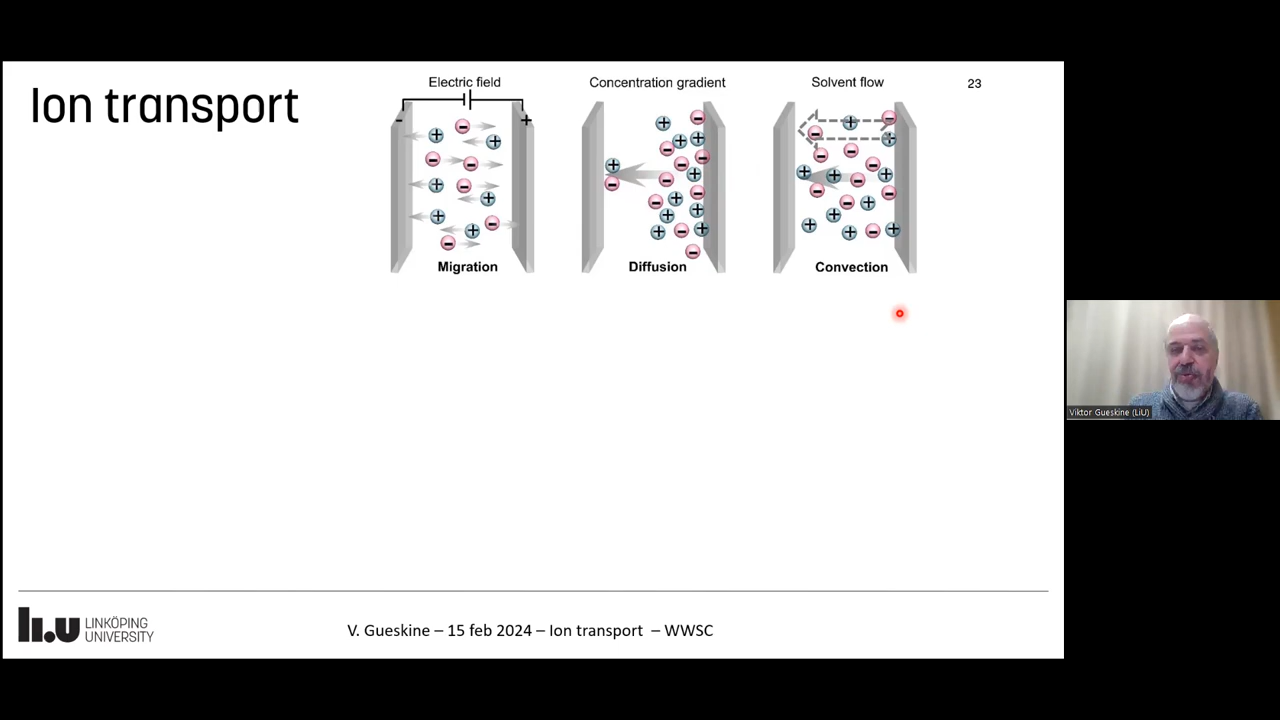 Ion transport
Electric field
Concentration gradient
Solvent flow
23
- +
Migration
Diffusion
Convection
Viktor Gueskine (LiU)
li.u LINKÖPING
UNIVERSITY
V. Gueskine – 15 feb 2024 – Ion transport – WWSC